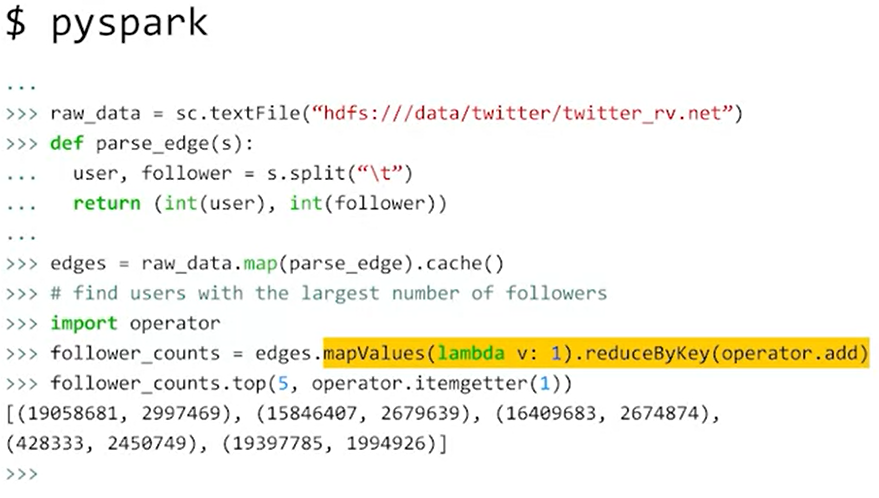 $ pyspark
...
>>> raw_data = sc.textFile(“hdfs:///data/twitter/twitter_rv.net”)
>>> def parse_edge(s):
...   user, follower = s.split(“\t”)
...   return (int(user), int(follower))
...
>>> edges = raw_data.map(parse_edge).cache()
>>> # find users with the largest number of followers
>>> import operator
>>> follower_counts = edges.mapValues(lambda v: 1).reduceByKey(operator.add)
>>> follower_counts.top(5, operator.itemgetter(1))
[(19058681, 2997469), (15846407, 2679639), (16409683, 2674874),
(428333, 2450749), (19397785, 1994926)]
>>>